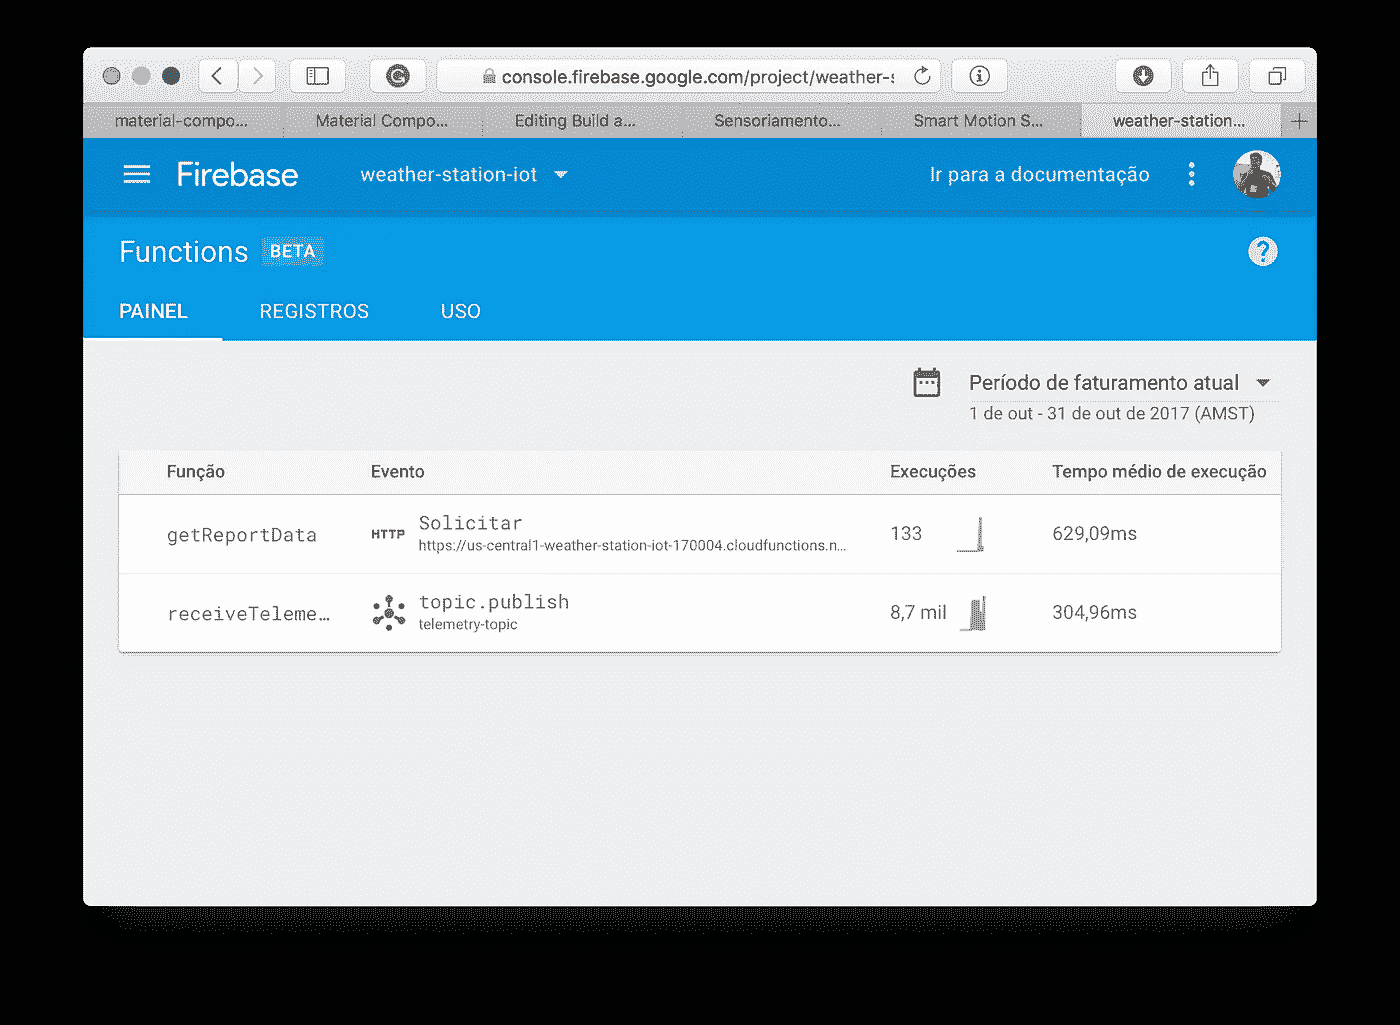 console.firebase.google.com/project/weather-s
material-compo...
Material Compo...
Editing Build a...
Sensoriamento...
Smart Motion S...
weather-station...
Firebase
weather-station-iot
Ir para a documentação
Functions BETA
PAINEL
REGISTROS
USO
Período de faturamento atual
1 de out - 31 de out de 2017 (AMST)
Função Evento Execuções Tempo médio de execução
getReportData HTTP Solicitar 133 629,09ms
https://us-central1-weather-station-iot-170004.cloudfunctions.n...
receiveTeleme... topic.publish 8,7 mil 304,96ms
telemetry-topic